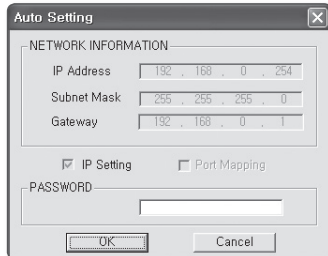 Auto Setting
NETWORK INFORMATION
IP Address 192 . 168 . 0 . 254
Subnet Mask 255 . 255 . 255 . 0
Gateway 192 . 168 . 0 . 1
IP Setting Port Mapping
PASSWORD
OK Cancel